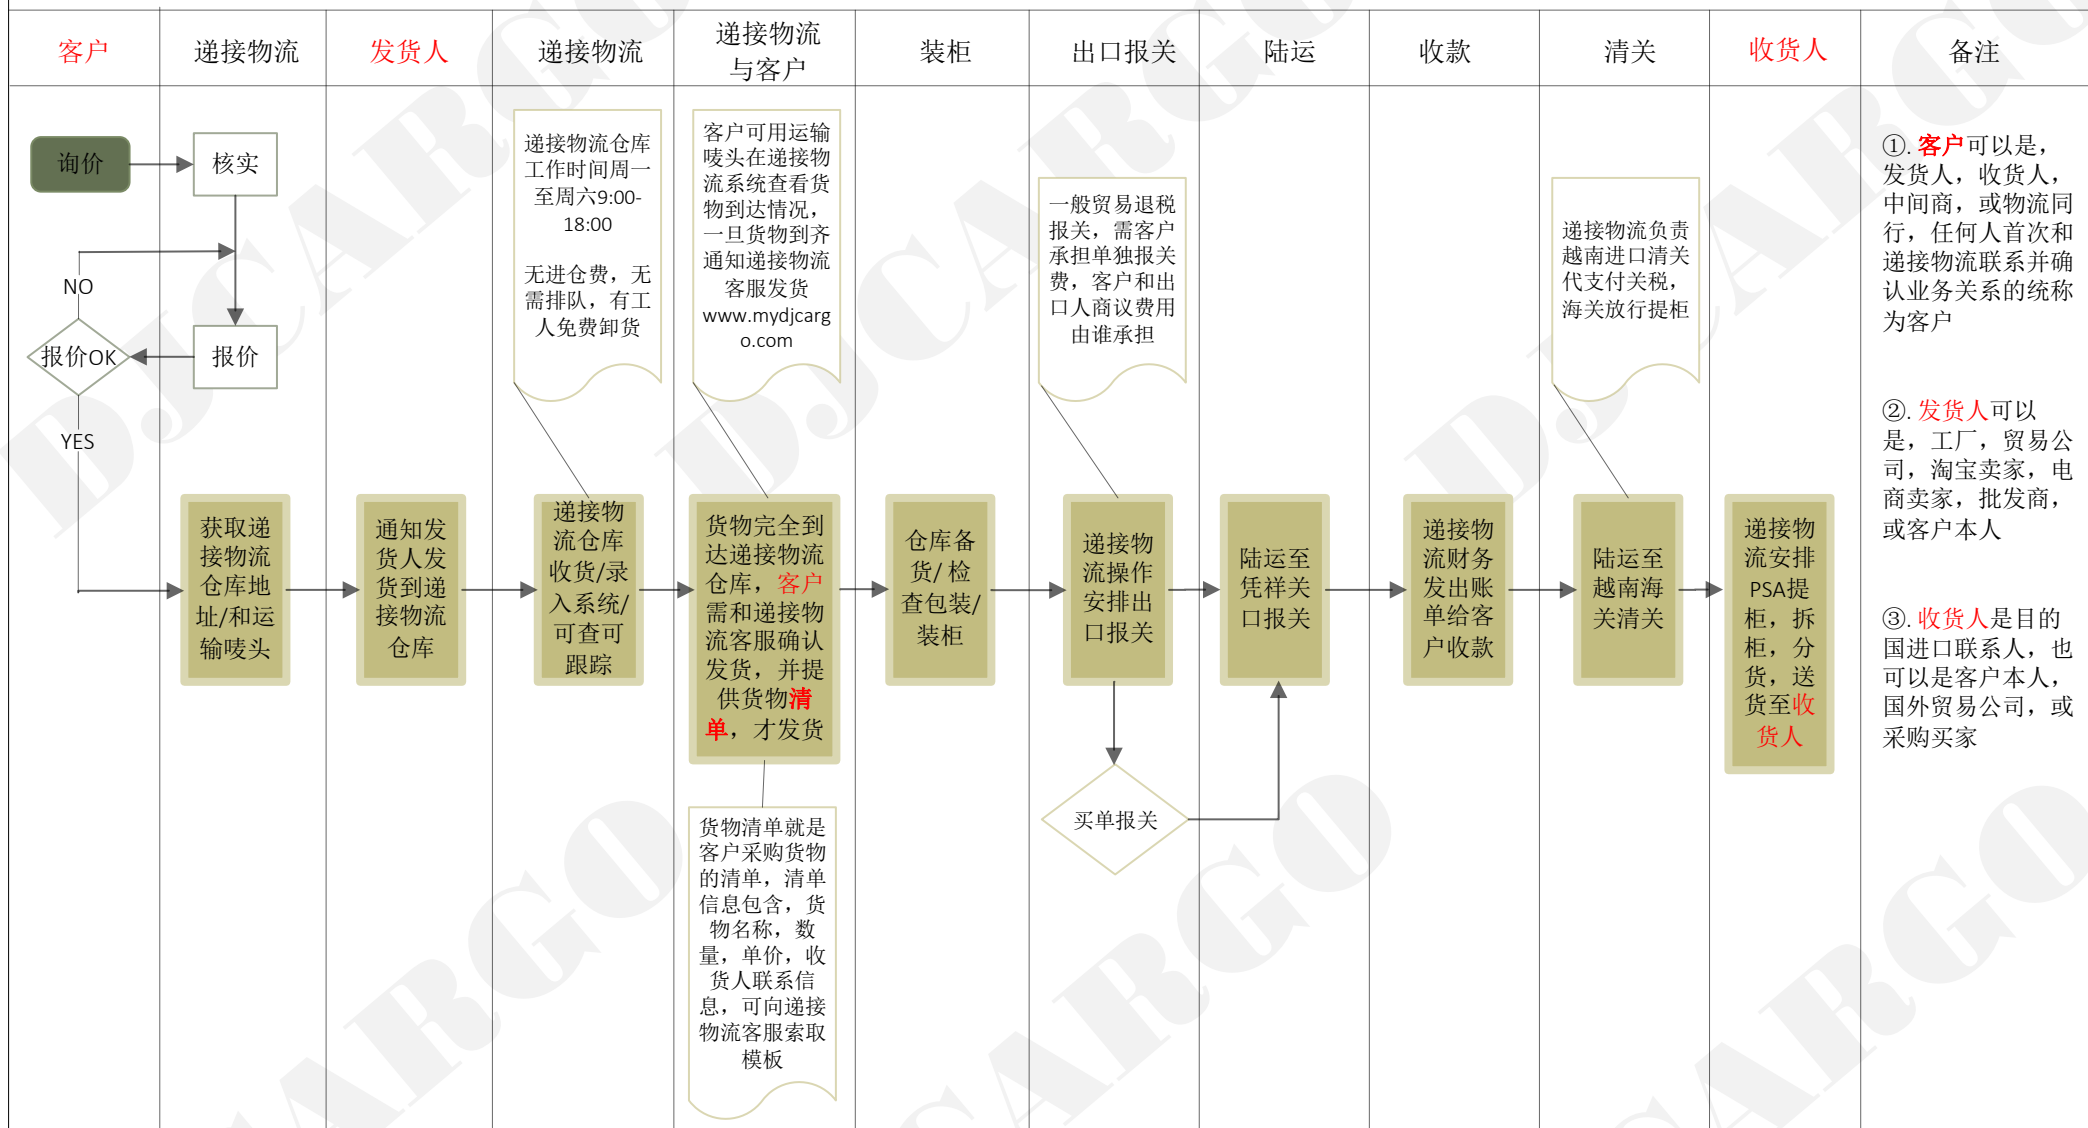 客户
递接物流
发货人
递接物流
递接物流
与客户
装柜
出口报关
陆运
收款
清关
收货人
备注
询价
核实
NO
报价OK
报价
YES
递接物流仓库
工作时间周一
至周六9:00-
18:00
无进仓费，无
需排队，有工
人免费卸货
客户可用运输
唛头在递接物
流系统查看货
物到达情况，
一旦货物到齐
通知递接物流
客服发货
www.mydjcarg
o.com
一般贸易退税
报关，需客户
承担单独报关
费，客户和出
口人商议费用
由谁承担
递接物流负责
越南进口清关
代支付关税，
海关放行提柜
获取递
接物流
仓库地
址/和运
输唛头
通知发
货人发
货到递
接物流
仓库
递接物
流仓库
收货/录
入系统/
可查可
跟踪
货物完全到
达递接物流
仓库，客户
需和递接物
流客服确认
发货，并提
供货物清
单，才发货
仓库备
货/检
查包装/
装柜
递接物
流操作
安排出
口报关
陆运至
凭祥关
口报关
递接物
流财务
发出账
单给客
户收款
陆运至
越南海
关清关
递接物
流安排
PSA提
柜，拆
柜，分
货，送
货至收
货人
买单报关
货物清单就是
客户采购货物
的清单，清单
信息包含，货
物名称，数
量，单价，收
货人联系信
息，可向递接
物流客服索取
模板
①. 客户可以是，
发货人，收货人，
中间商，或物流同
行，任何人首次和
递接物流联系并确
认业务关系的统称
为客户
②. 发货人可以
是，工厂，贸易公
司，淘宝卖家，电
商卖家，批发商，
或客户本人
③. 收货人是目的
国进口联系人，也
可以是客户本人，
国外贸易公司，或
采购买家
DJCARGO
DJCARGO
DJCARGO
CARGO
CARGO
CARGO